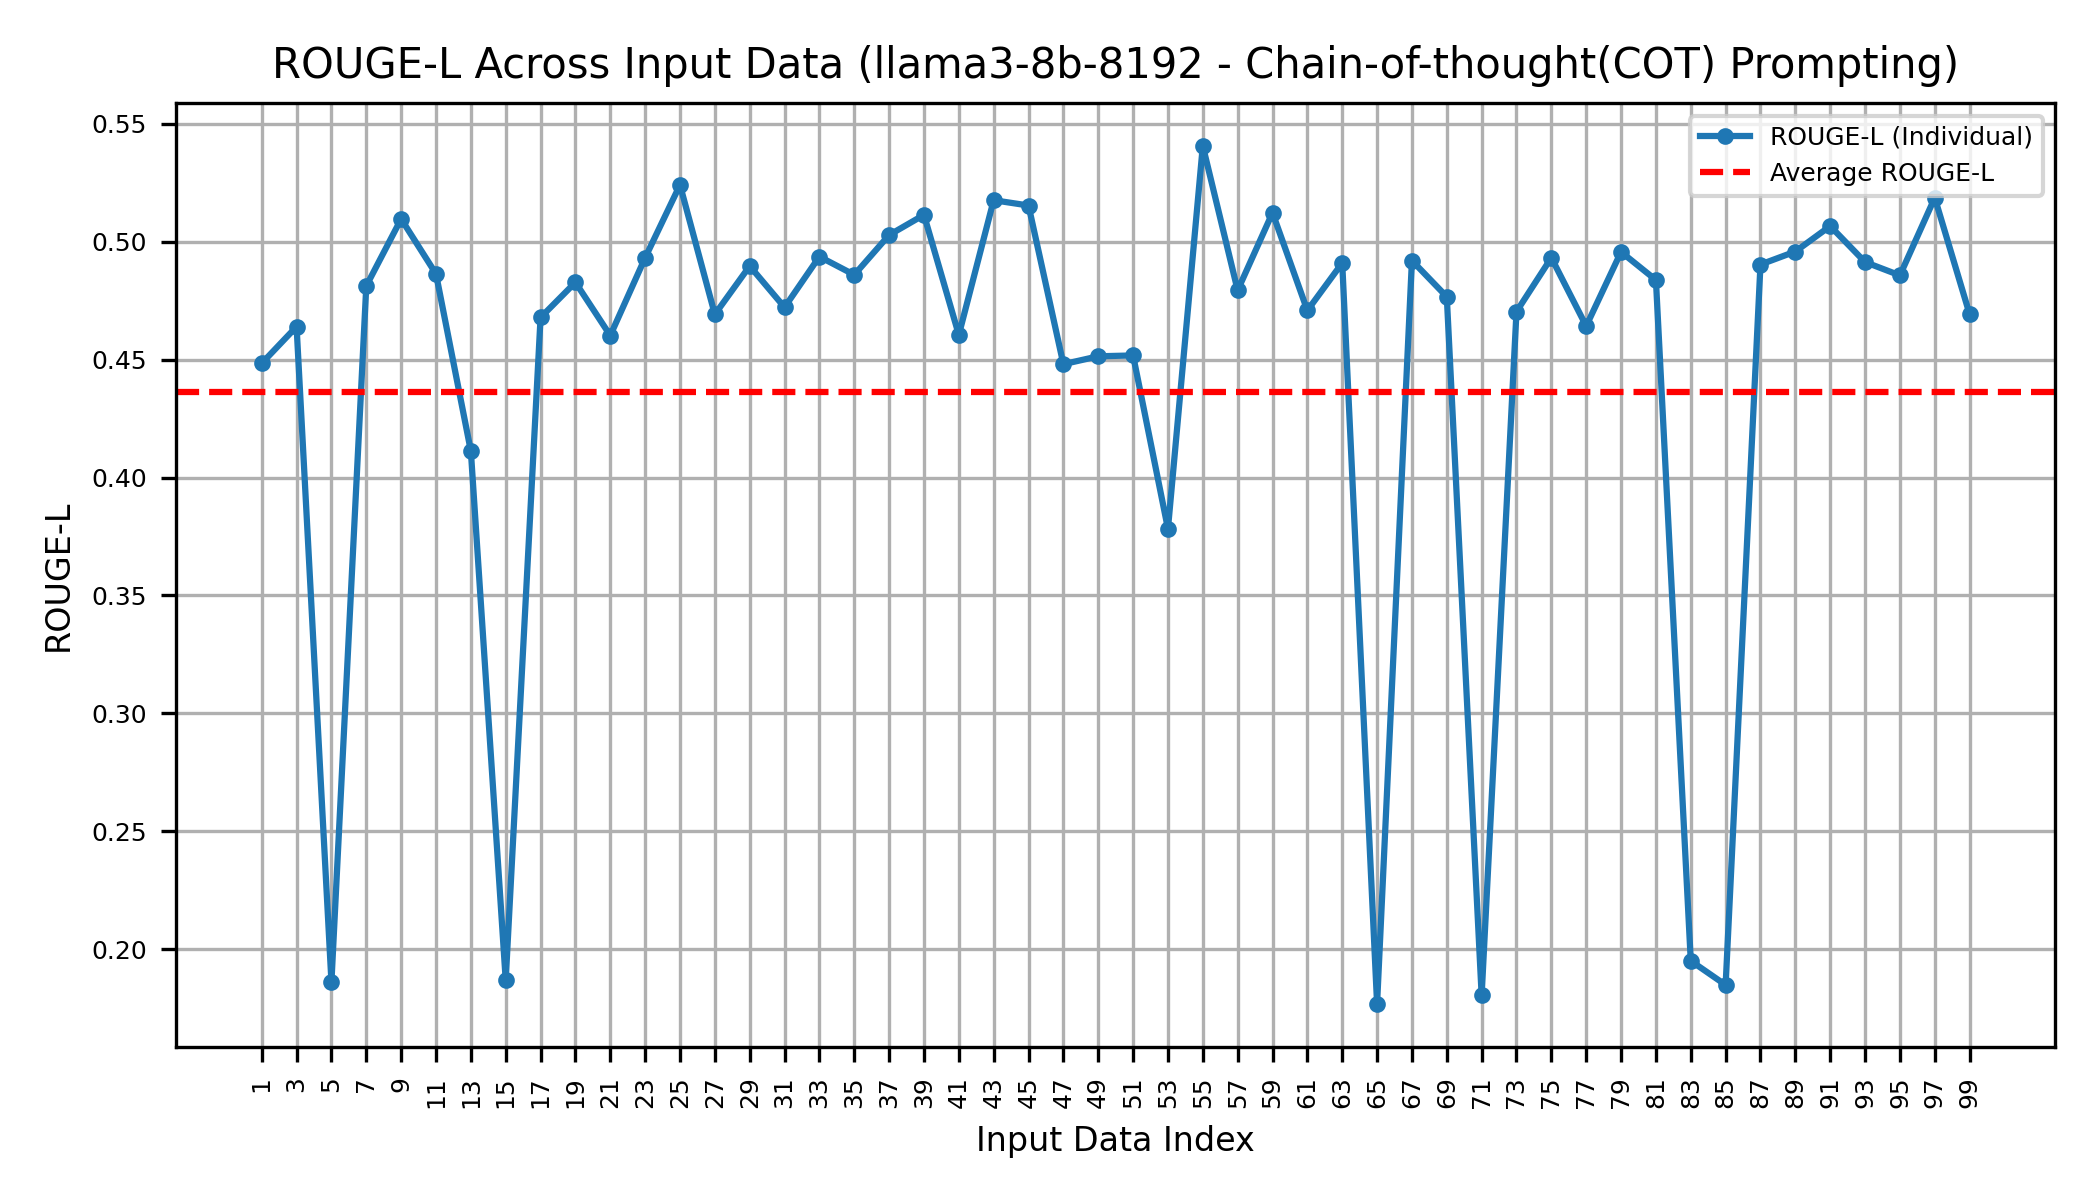 ROUGE-L Across Input Data (llama3-8b-8192 - Chain-of-thought(COT) Prompting)
ROUGE-L (Individual)
Average ROUGE-L
0.55
0.50
0.45
0.40
0.35
0.30
0.25
0.20
ROUGE-L
1 3 5 7 9 11 13 15 17 19 21 23 25 27 29 31 33 35 37 39 41 43 45 47 49 51 53 55 57 59 61 63 65 67 69 71 73 75 77 79 81 83 85 87 89 91 93 95 97 99
Input Data Index